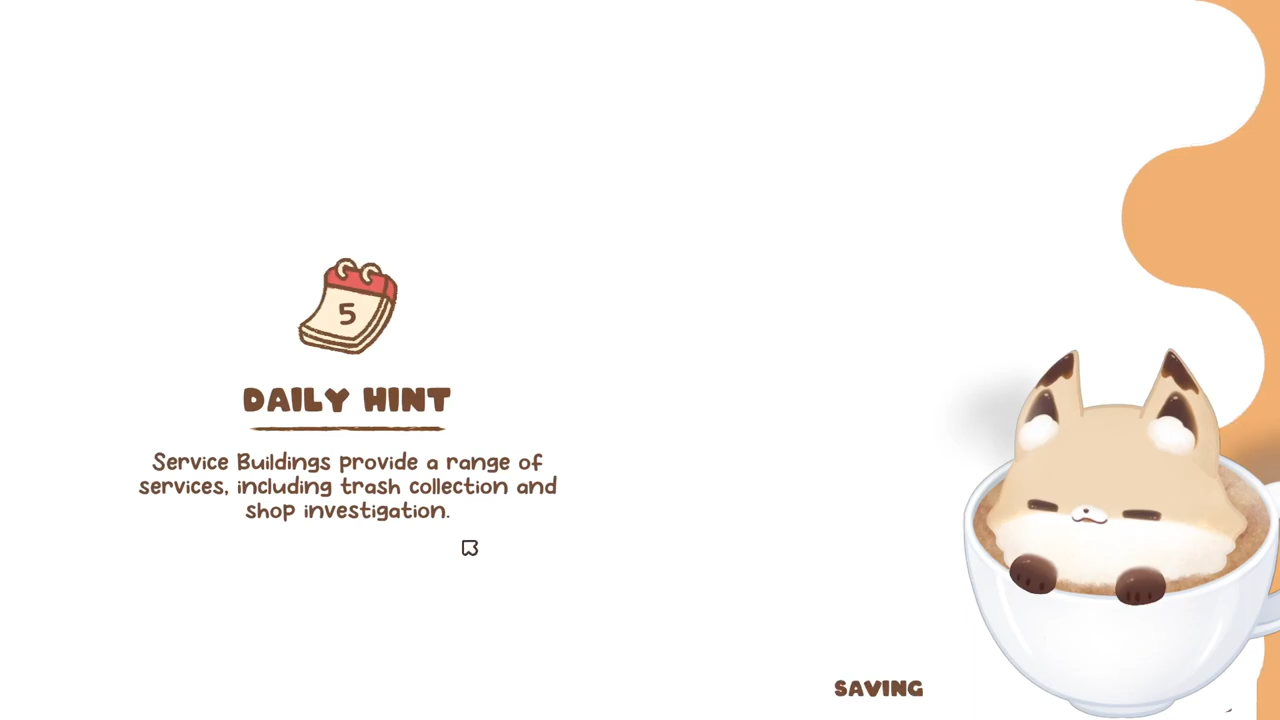 5
DAILY HINT
Service Buildings provide a range of
services, including trash collection and
shop investigation.
SAVING